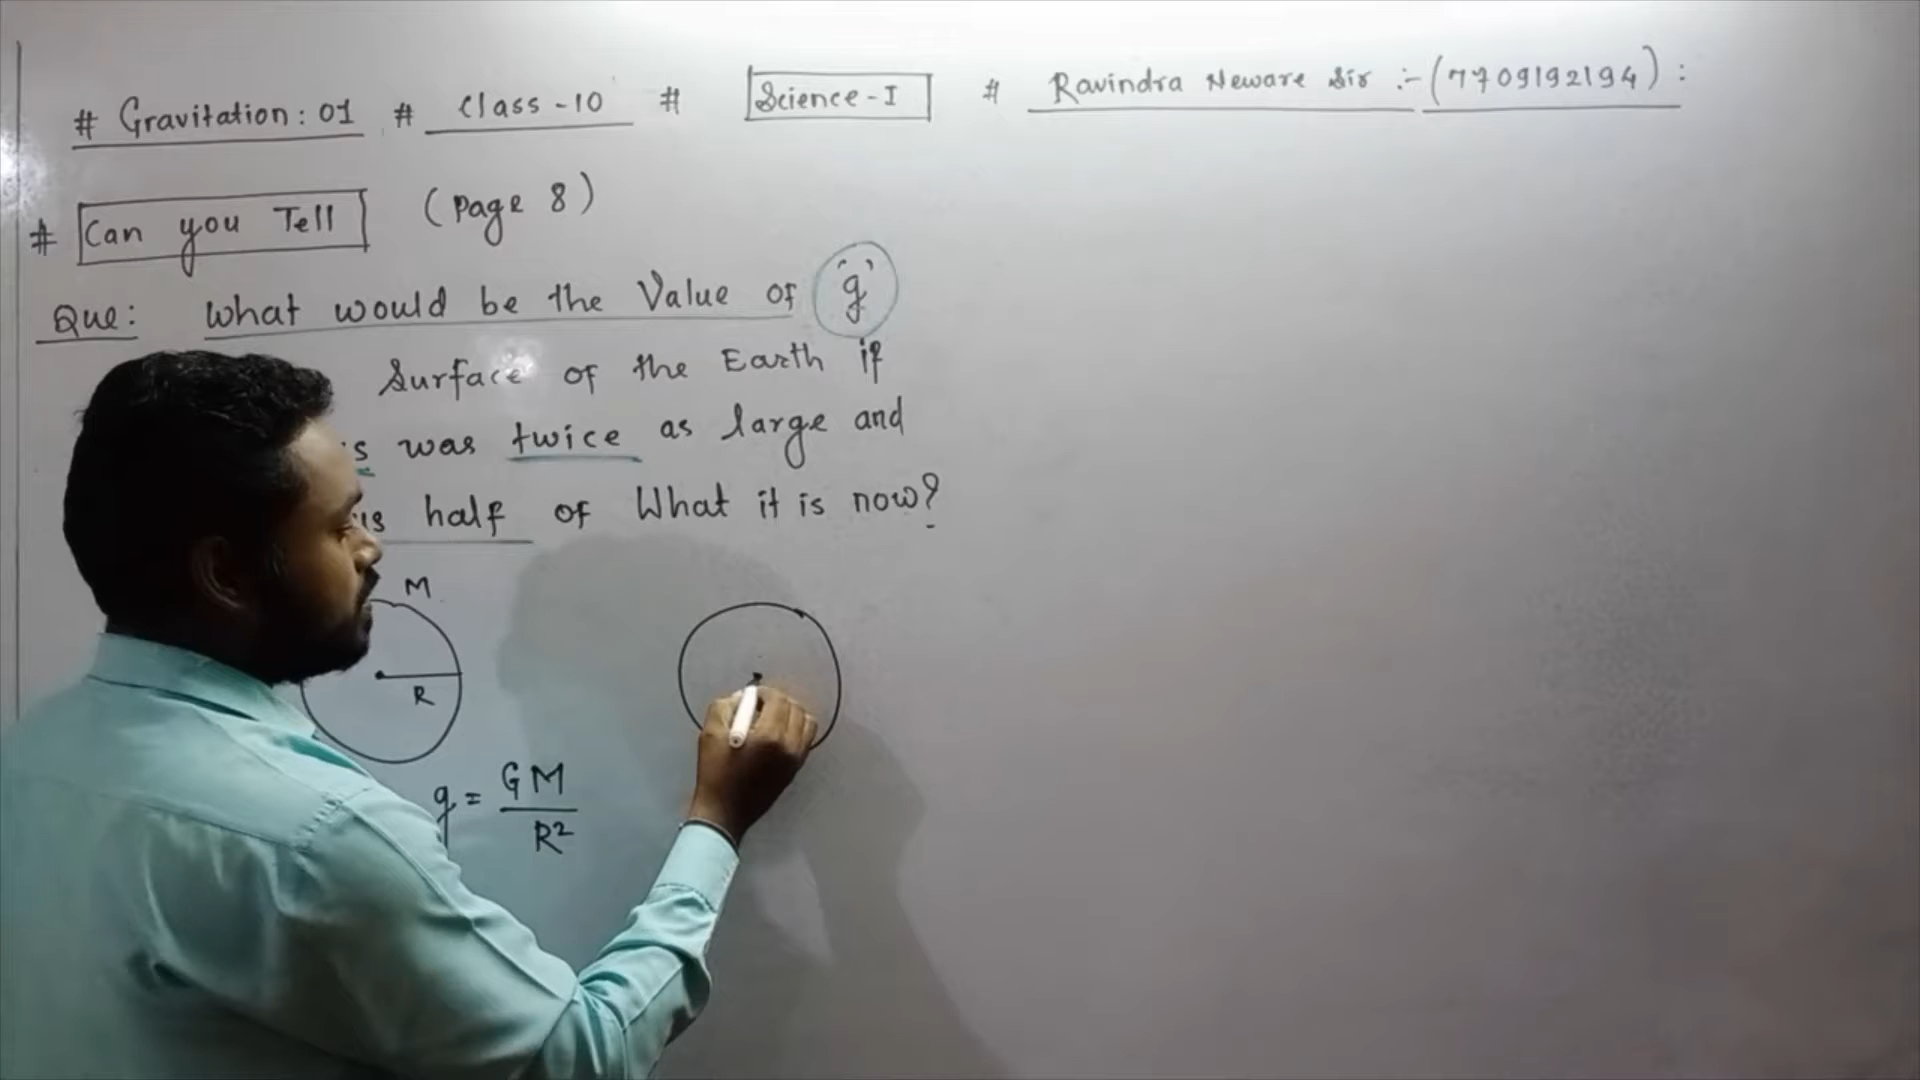 # Gravitation: 01 # Class-10 # Science-I # Ravindra Neware Sir :- (7709192194) :
# Can you Tell (Page 8)
Que: What would be the Value of 'g'
Surface of the Earth if
s was twice as large and
half of What it is now?
M
R
g = GM
R²